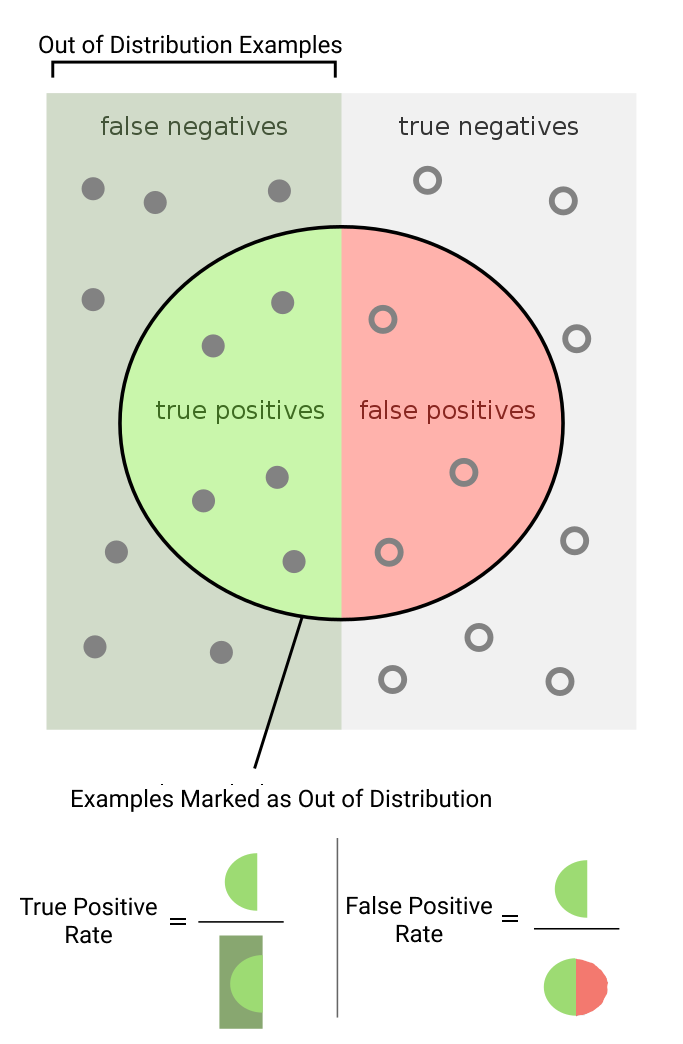 Out of Distribution Examples
false negatives
true negatives
true positives
false positives
Examples Marked as Out of Distribution
True Positive
Rate
=
False Positive
Rate
=